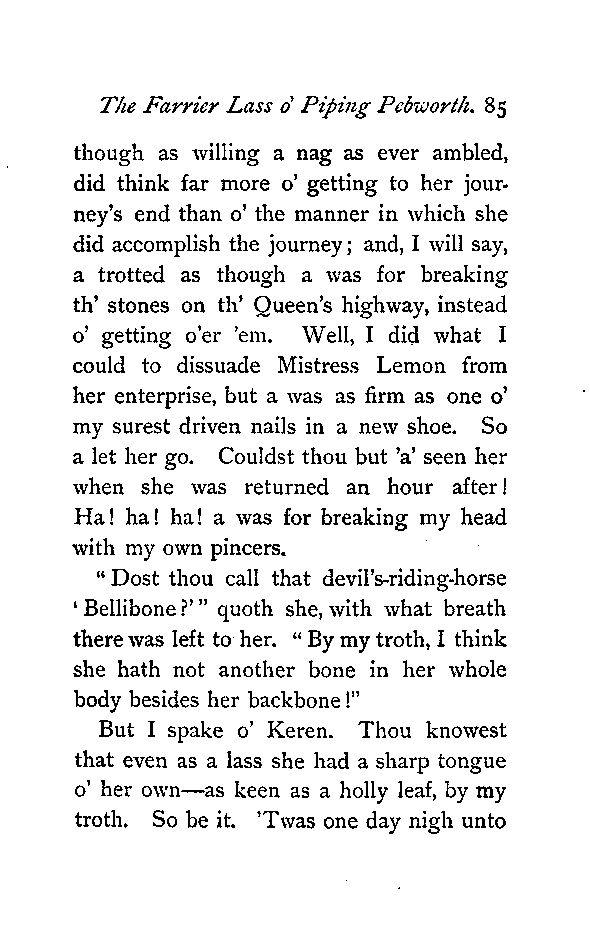 The Farrier Lass o' Piping Pebworth. 85
though as willing a nag as ever ambled,
did think far more o' getting to her jour-
ney's end than o' the manner in which she
did accomplish the journey; and, I will say,
a trotted as though a was for breaking
th' stones on th' Queen's highway, instead
o' getting o'er 'em. Well, I did what I
could to dissuade Mistress Lemon from
her enterprise, but a was as firm as one o'
my surest driven nails in a new shoe. So
a let her go. Couldst thou but 'a' seen her
when she was returned an hour after!
Ha! ha! ha! a was for breaking my head
with my own pincers.
"Dost thou call that devil's-riding-horse
'Bellibone?'" quoth she, with what breath
there was left to her. "By my troth, I think
she hath not another bone in her whole
body besides her backbone!"
But I spake o' Keren. Thou knowest
that even as a lass she had a sharp tongue
o' her own—as keen as a holly leaf, by my
troth. So be it. 'Twas one day nigh unto